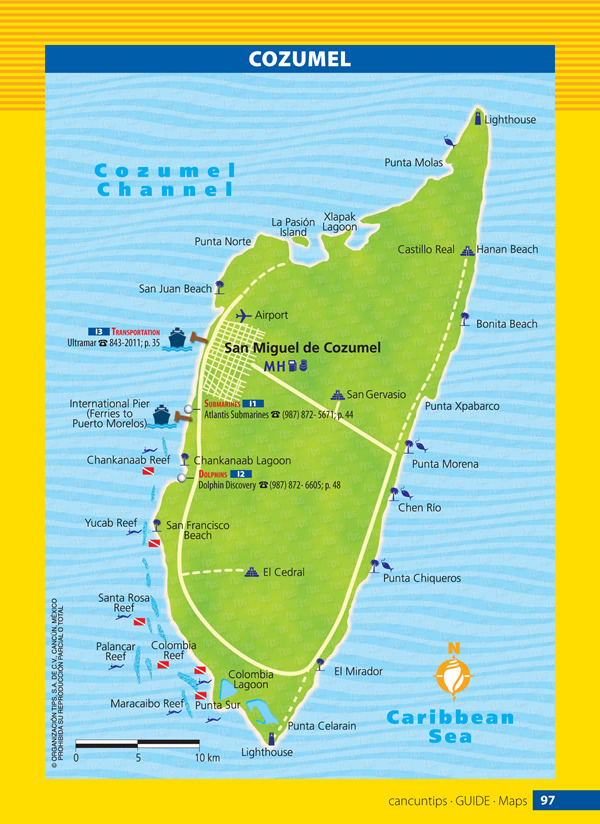 COZUMEL
Lighthouse
Cozumel
Channel
Punta Molas
Xlapak
Lagoon
La Pasión
Island
Punta Norte
Castillo Real
Hanan Beach
San Juan Beach
Airport
Bonita Beach
I3 TRANSPORTATION
Ultramar ☎ 843-2011; p. 35
San Miguel de Cozumel
MH
San Gervasio
International Pier
(Ferries to
Puerto Morelos)
SUBMARINES I1
Atlantis Submarines ☎ (987) 872- 5671; p. 44
Punta Xpabarco
Chankanaab Reef
Chankanaab Lagoon
Punta Morena
DOLPHINS I2
Dolphin Discovery ☎ (987) 872- 6605; p. 48
Chen Río
Yucab Reef
San Francisco
Beach
El Cedral
Punta Chiqueros
Santa Rosa
Reef
Palancar
Reef
Colombia
Reef
N
El Mirador
Colombia
Lagoon
Maracaibo Reef
Punta Sur
Caribbean
Sea
Punta Celarain
Lighthouse
0 5 10 km
© ORGANIZACIÓN TIPS, S.A. DE C.V., CANCUN, MÉXICO
PROHIBIDA SU REPRODUCCIÓN PARCIAL O TOTAL
cancuntips · GUIDE · Maps 97